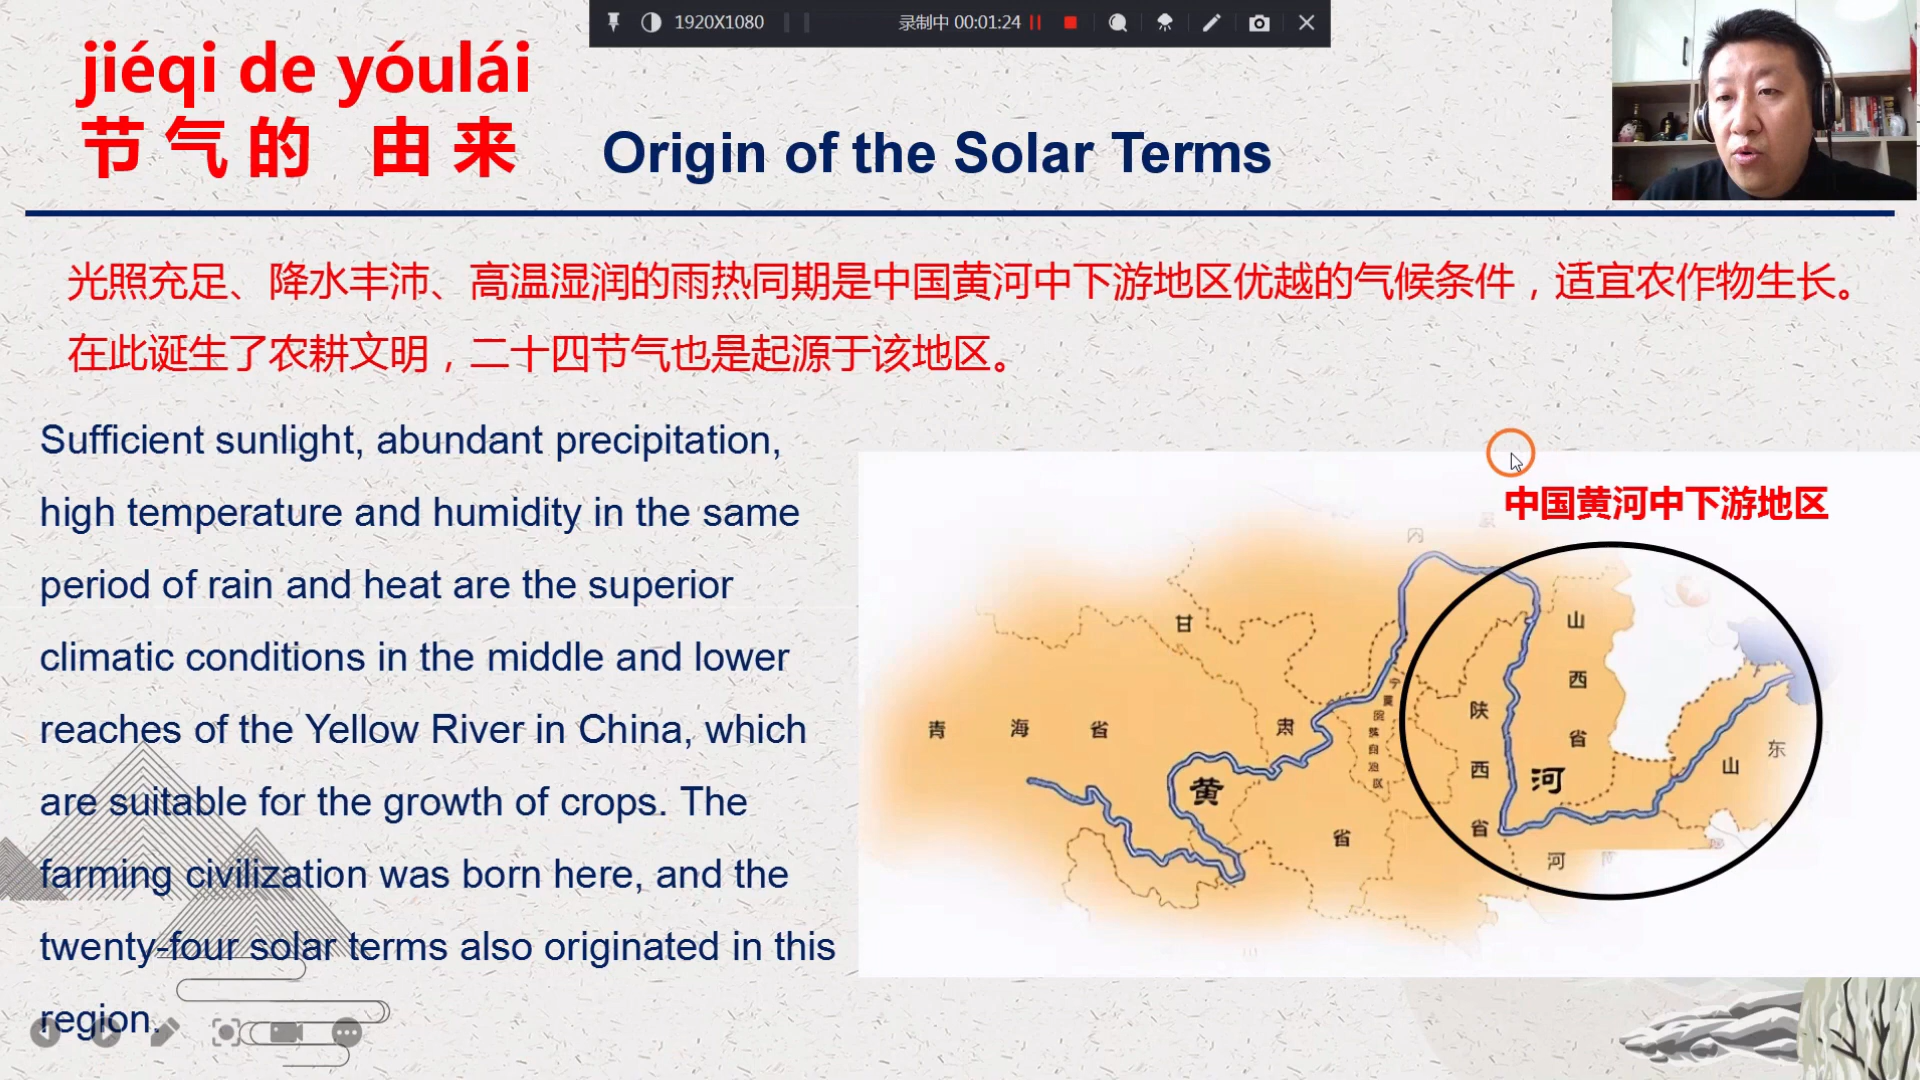 1920X1080
录制中 00:01:24
jiéqi de yóulái
节气的 由来
Origin of the Solar Terms
光照充足、降水丰沛、高温湿润的雨热同期是中国黄河中下游地区优越的气候条件，适宜农作物生长。
在此诞生了农耕文明，二十四节气也是起源于该地区。
Sufficient sunlight, abundant precipitation,
high temperature and humidity in the same
period of rain and heat are the superior
climatic conditions in the middle and lower
reaches of the Yellow River in China, which
are suitable for the growth of crops. The
farming civilization was born here, and the
twenty-four solar terms also originated in this
region.
中国黄河中下游地区
内
甘
肃
省
青海省
宁夏回族自治区
陕西省
山西省
山东
黄河
河